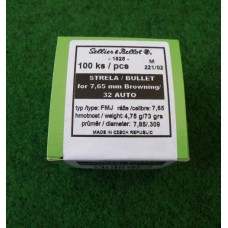 Sellier & Bellot ®.
- 1825 -
100 ks / pcs
M
221/02
STRELA / BULLET
for 7,65 mm Browning/
32 AUTO
typ /type: FMJ ráže /calibre: 7,65
hmotnost / weight: 4,75 g/73 grs
průměr / diameter: 7,85/.309
MADE IN CZECH REPUBLIC